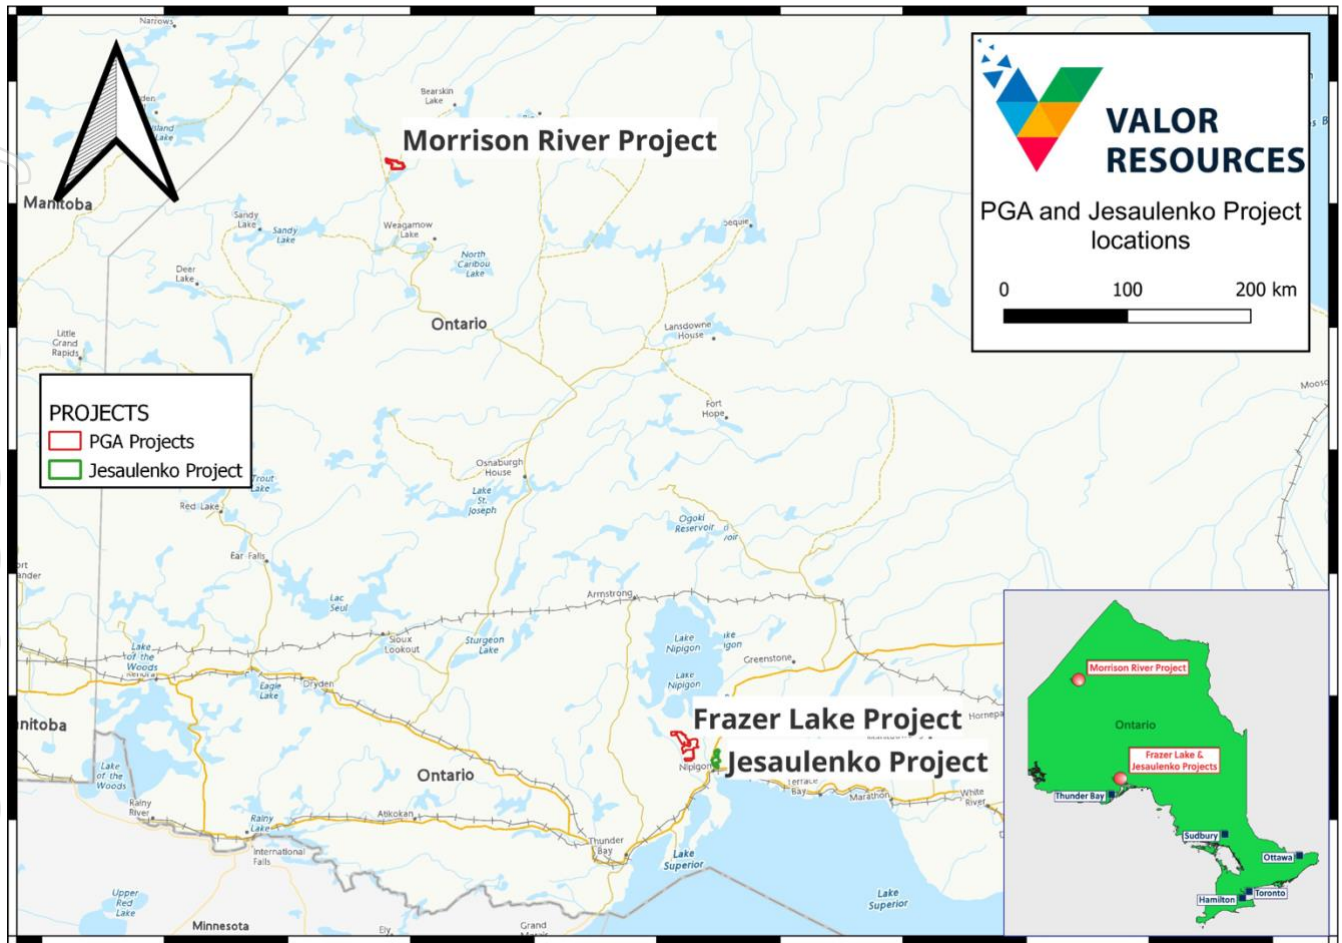 Narrows
Bearskin
Lake
Morrison River Project
Manitoba
Sandy
Lake
Sandy
Lake
Weagamow
Lake
North
Caribou
Lake
Deer
Lake
Ontario
Lansdowne
House
Little
Grand
Rapids
Fort
Hope
VALOR
RESOURCES
PGA and Jesaulenko Project
locations
0 100 200 km
PROJECTS
PGA Projects
Jesaulenko Project
Osnaburgh
House
Trout
Lake
Lake
St.
Joseph
Red Lake
Ogoki
Reservoir
Ear Falls
Lac
Seul
Armstrong
Sioux
Lookout
Sturgeon
Lake
Lake
Nipigon
Lake
Nipigon
Greenstone
Lake
of the
Woods
Eagle
Lake
Dryden
Frazer Lake Project
Jesaulenko Project
Nipigon
Lake
of the
Woods
Ontario
Terrace
Bay
Marathon
White
River
Rainy
River
Rainy
Lake
Atikokan
International
Falls
Thunder
Bay
Lake
Superior
Lake
Superior
Upper
Red
Lake
Minnesota
Ely
Grand
Morrison River Project
Ontario
Frazer Lake &
Jesaulenko Projects
Thunder Bay
Sudbury
Ottawa
Toronto
Hamilton